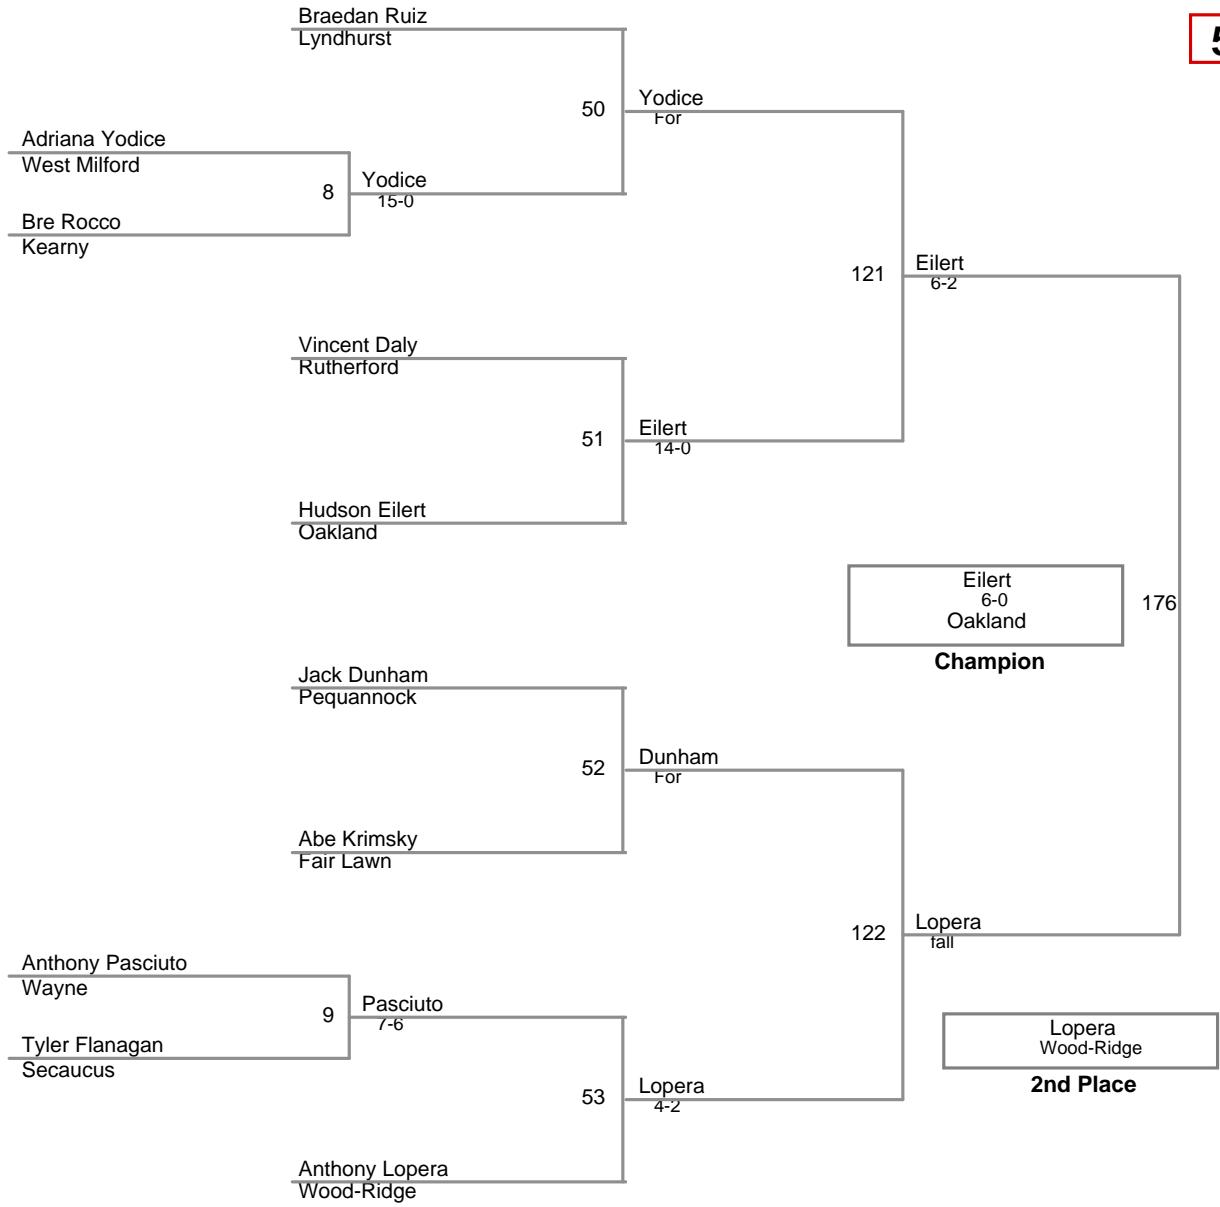 Braedan Ruiz
Lyndhurst
5
50
Yodice
For
Adriana Yodice
West Milford
8
Yodice
15-0
Bre Rocco
Kearny
121
Eilert
6-2
Vincent Daly
Rutherford
51
Eilert
14-0
Hudson Eilert
Oakland
Eilert
6-0
Oakland
176
Champion
Jack Dunham
Pequannock
52
Dunham
For
Abe Krimsky
Fair Lawn
122
Lopera
fall
Anthony Pasciuto
Wayne
9
Pasciuto
7-6
Tyler Flanagan
Secaucus
Lopera
Wood-Ridge
2nd Place
53
Lopera
4-2
Anthony Lopera
Wood-Ridge